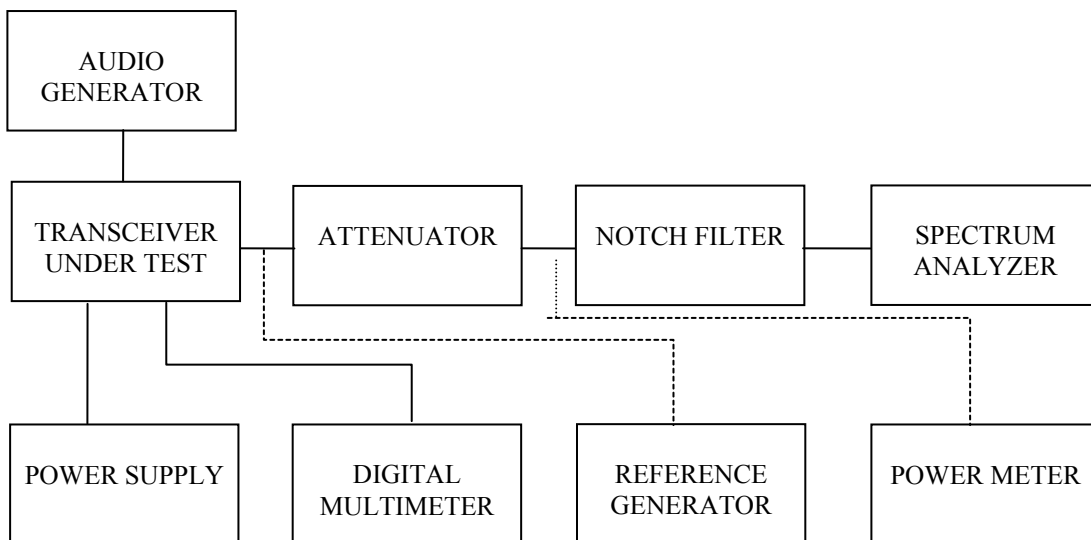 AUDIO
GENERATOR
TRANSCEIVER
UNDER TEST
ATTENUATOR
NOTCH FILTER
SPECTRUM
ANALYZER
POWER SUPPLY
DIGITAL
MULTIMETER
REFERENCE
GENERATOR
POWER METER